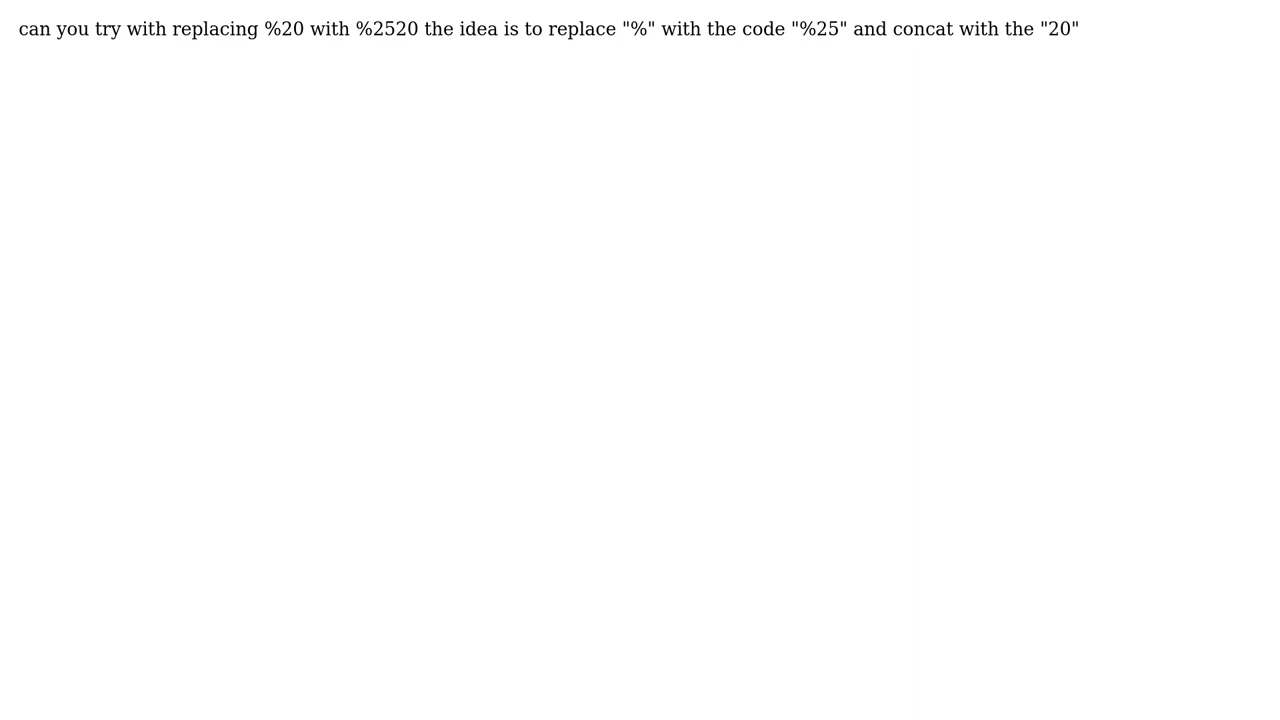 can you try with replacing %20 with %2520 the idea is to replace "%" with the code "%25" and concat with the "20"